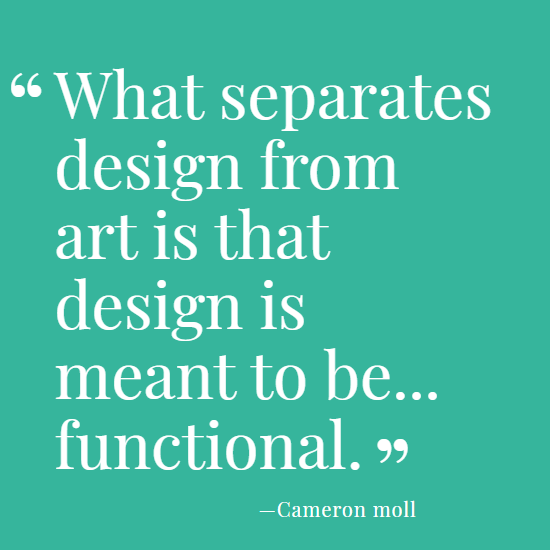 “What separates
design from
art is that
design is
meant to be...
functional.”
—Cameron moll